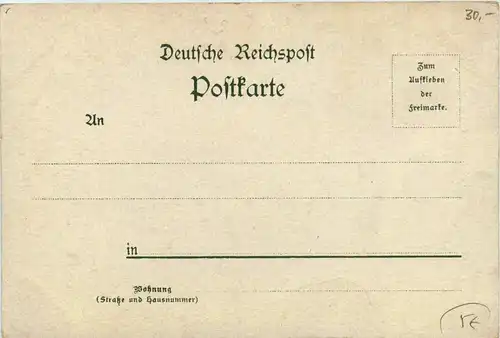 30,-
Deutſche Reichspoſt
Poſtkarte
Zum
Aufkleben
der
Freimarke.
An
in
Wohnung
(Straße und Hausnummer)